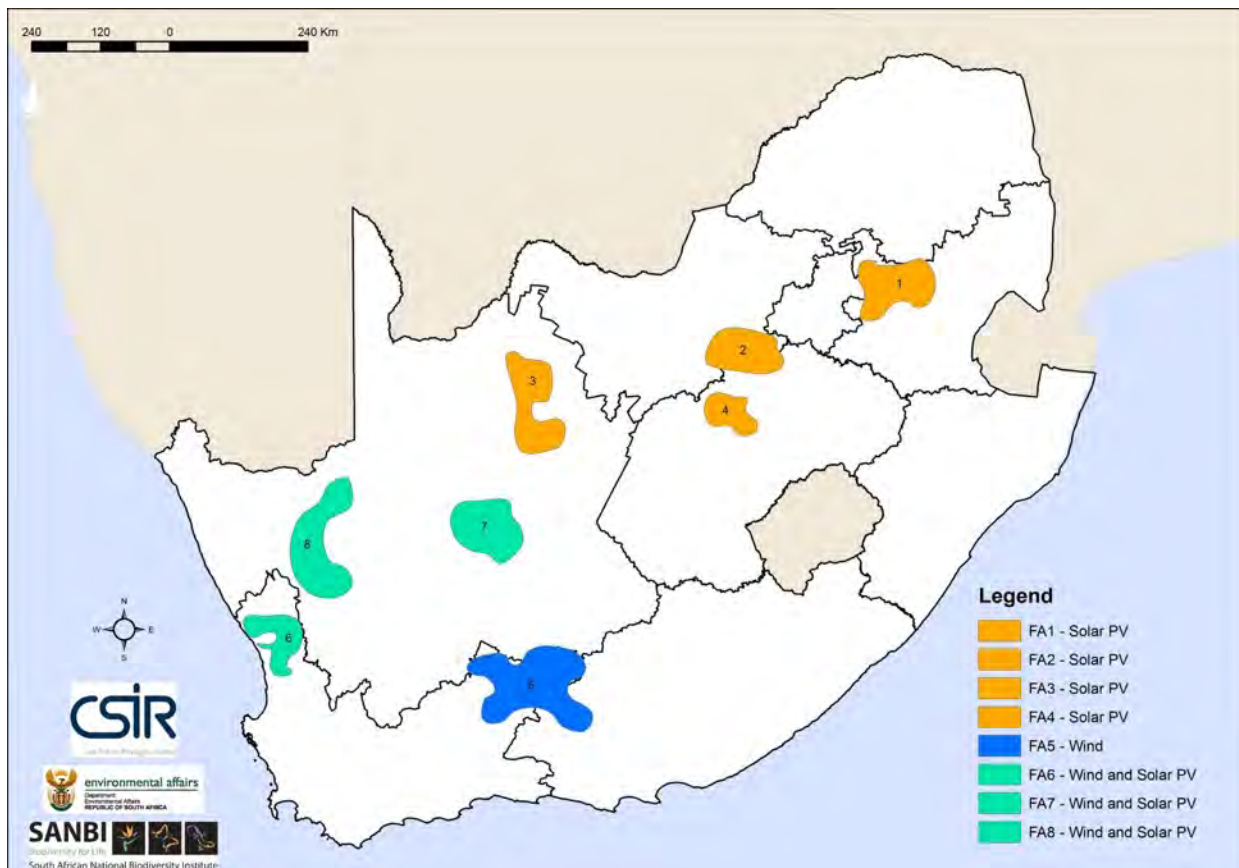 240 120 0 240 Km
1
2
3
4
5
6
7
8
N
W E
S
CSIR
environmental affairs
Department:
Environmental Affairs
REPUBLIC OF SOUTH AFRICA
SANBI
Biodiversity for Life
South African National Biodiversity Institute
Legend
FA1 - Solar PV
FA2 - Solar PV
FA3 - Solar PV
FA4 - Solar PV
FA5 - Wind
FA6 - Wind and Solar PV
FA7 - Wind and Solar PV
FA8 - Wind and Solar PV